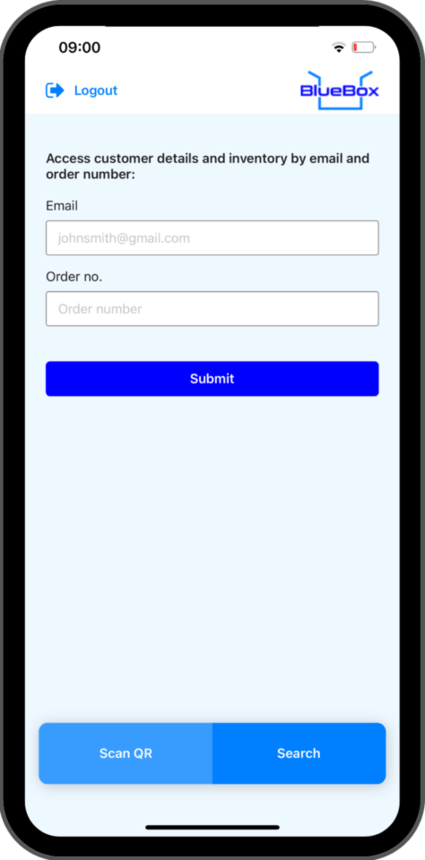 09:00
Logout
BlueBox
Access customer details and inventory by email and
order number:
Email
johnsmith@gmail.com
Order no.
Order number
Submit
Scan QR
Search